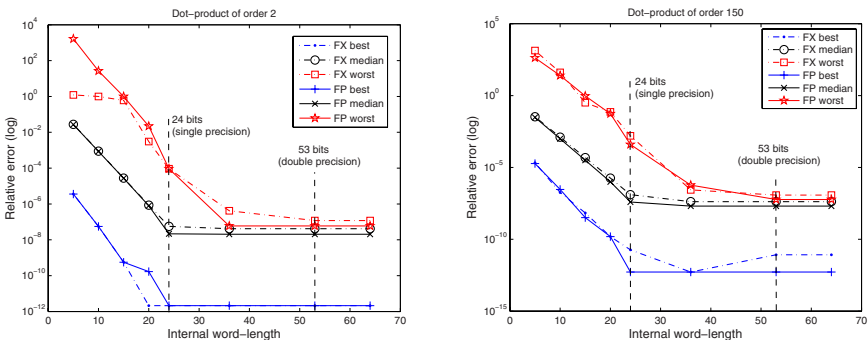 Dot−product of order 2
Relative error (log)
10^4
10^2
10^0
10^−2
10^−4
10^−6
10^−8
10^−10
10^−12
FX best
FX median
FX worst
FP best
FP median
FP worst
24 bits
(single precision)
53 bits
(double precision)
0 10 20 30 40 50 60 70
Internal word−length
Dot−product of order 150
Relative error (log)
10^5
10^0
10^−5
10^−10
10^−15
FX best
FX median
FX worst
FP best
FP median
FP worst
24 bits
(single precision)
53 bits
(double precision)
0 10 20 30 40 50 60 70
Internal word−length